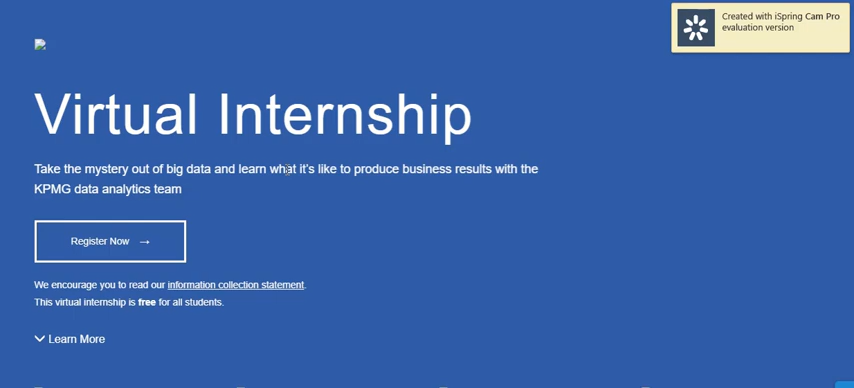 Created with iSpring Cam Pro
evaluation version
Virtual Internship
Take the mystery out of big data and learn what it's like to produce business results with the
KPMG data analytics team
Register Now →
We encourage you to read our information collection statement.
This virtual internship is free for all students.
Learn More